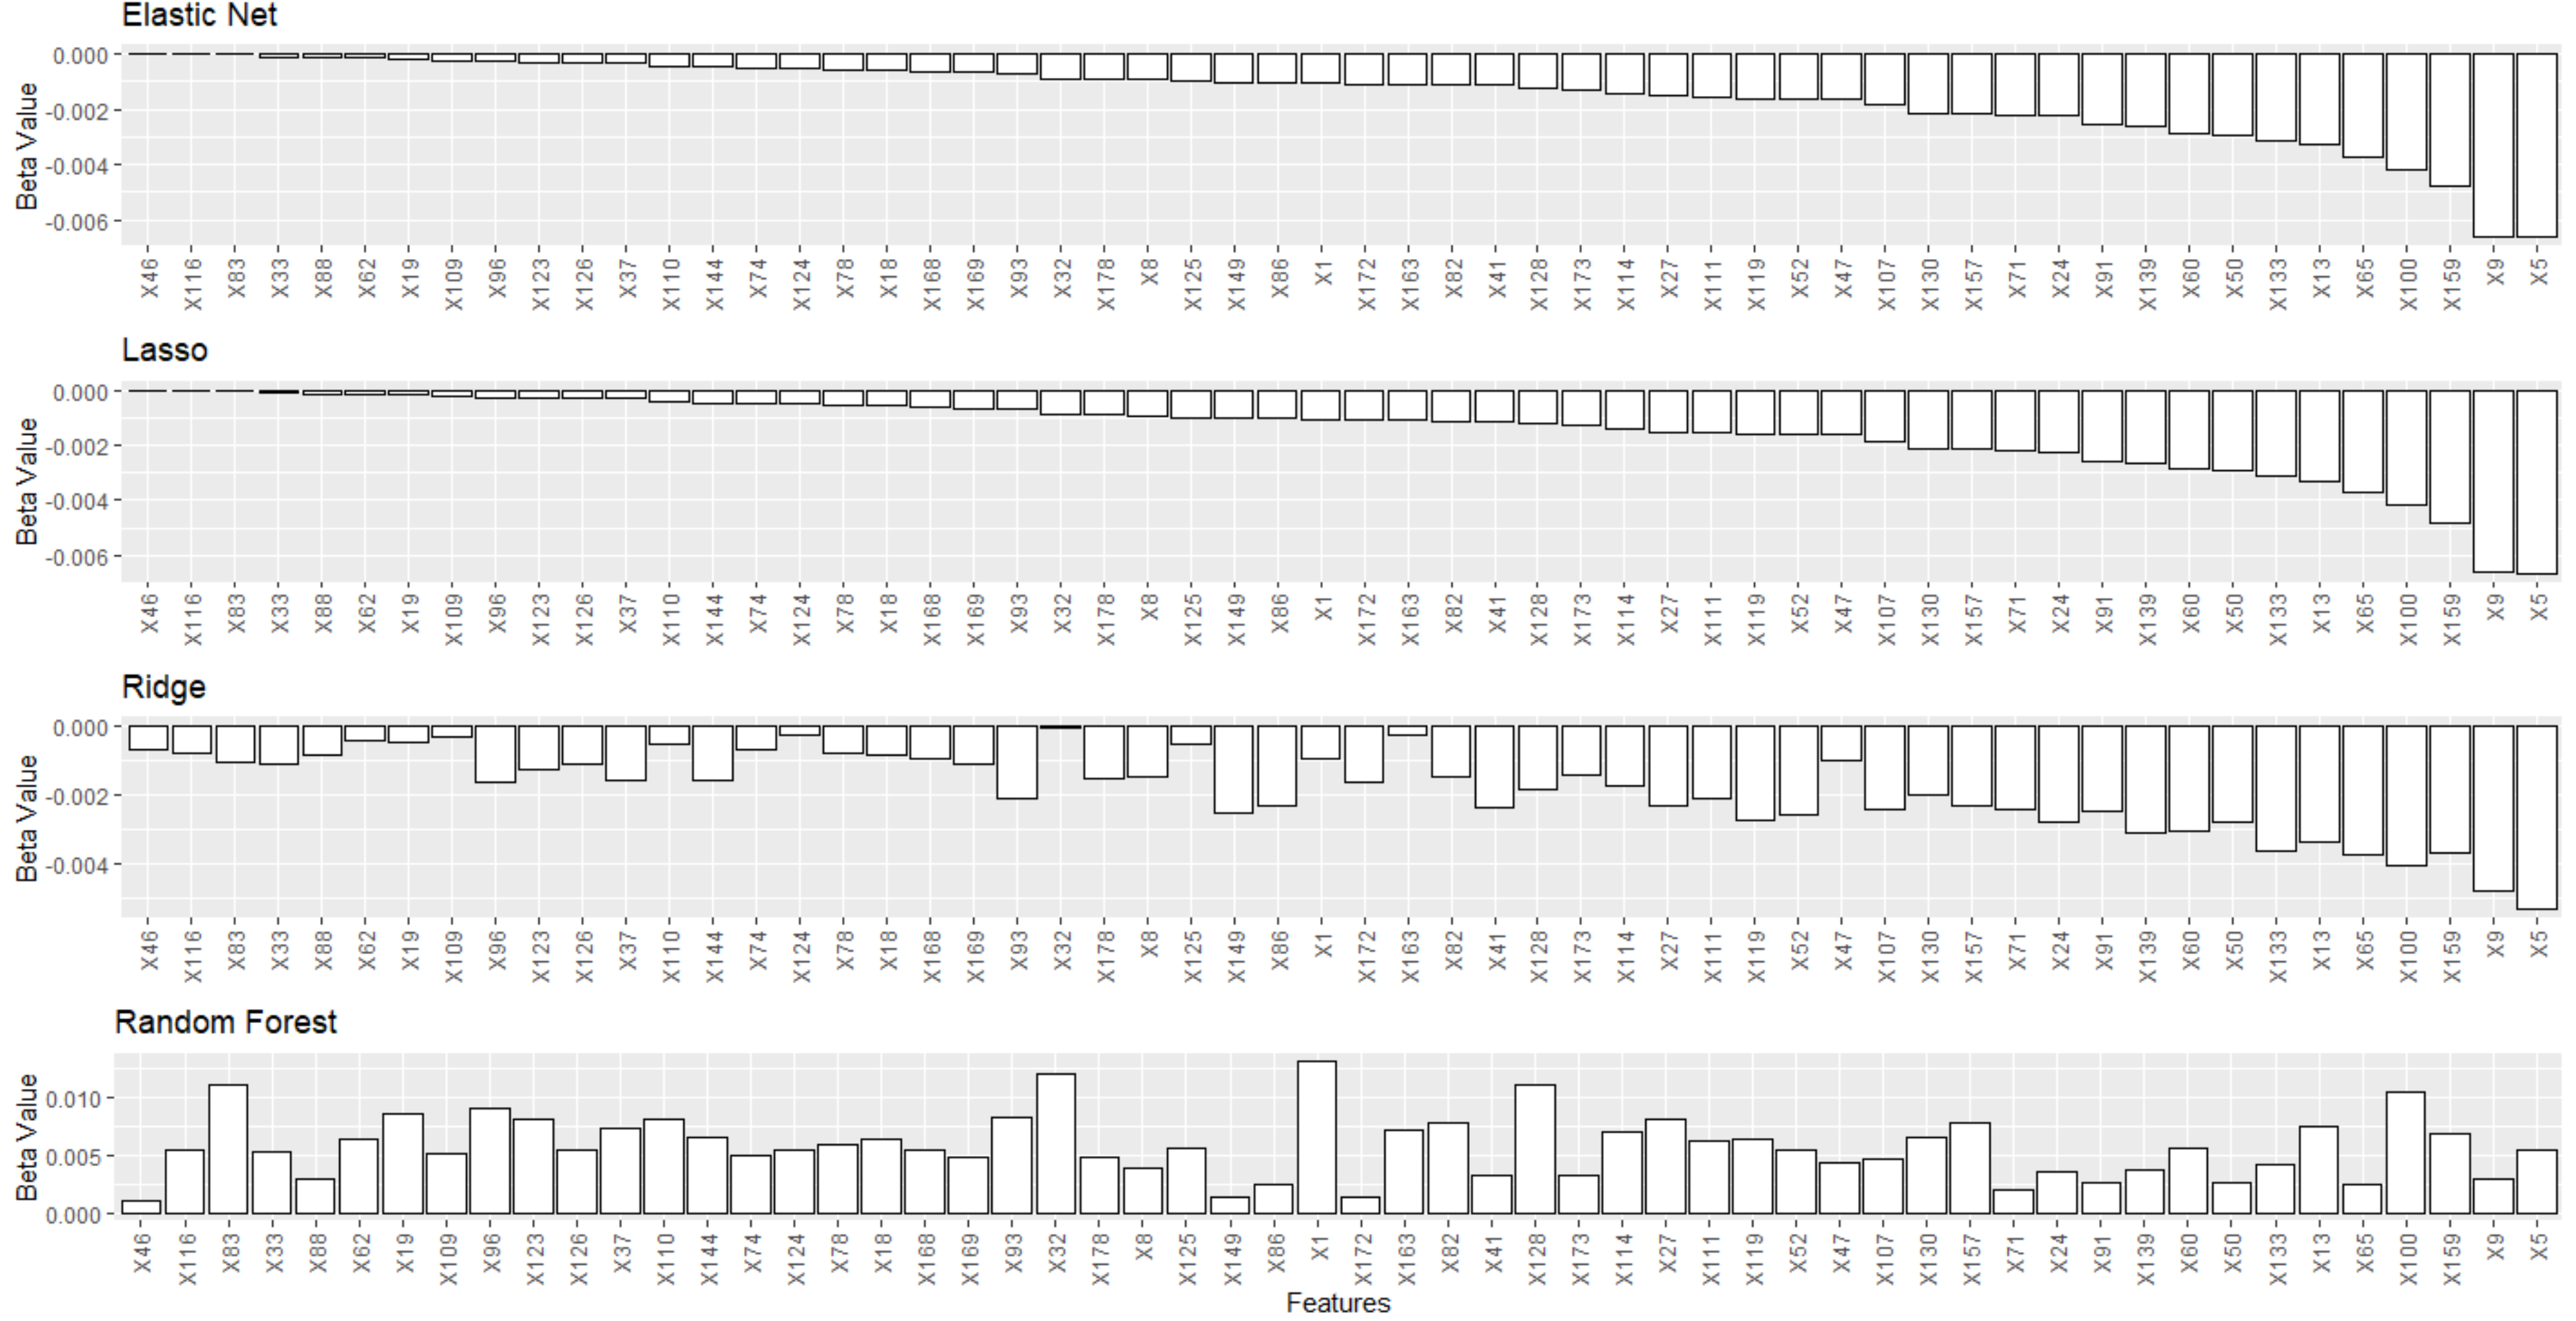 Elastic Net
Beta Value
0.000
-0.002
-0.004
-0.006
X46 X116 X83 X33 X88 X62 X19 X109 X96 X123 X126 X37 X110 X144 X74 X124 X78 X18 X168 X169 X93 X32 X178 X8 X125 X149 X86 X1 X172 X163 X82 X41 X128 X173 X114 X27 X111 X119 X52 X47 X107 X130 X157 X71 X24 X91 X139 X60 X50 X133 X13 X65 X100 X159 X9 X5
Lasso
Beta Value
0.000
-0.002
-0.004
-0.006
X46 X116 X83 X33 X88 X62 X19 X109 X96 X123 X126 X37 X110 X144 X74 X124 X78 X18 X168 X169 X93 X32 X178 X8 X125 X149 X86 X1 X172 X163 X82 X41 X128 X173 X114 X27 X111 X119 X52 X47 X107 X130 X157 X71 X24 X91 X139 X60 X50 X133 X13 X65 X100 X159 X9 X5
Ridge
Beta Value
0.000
-0.002
-0.004
X46 X116 X83 X33 X88 X62 X19 X109 X96 X123 X126 X37 X110 X144 X74 X124 X78 X18 X168 X169 X93 X32 X178 X8 X125 X149 X86 X1 X172 X163 X82 X41 X128 X173 X114 X27 X111 X119 X52 X47 X107 X130 X157 X71 X24 X91 X139 X60 X50 X133 X13 X65 X100 X159 X9 X5
Random Forest
Beta Value
0.010
0.005
0.000
X46 X116 X83 X33 X88 X62 X19 X109 X96 X123 X126 X37 X110 X144 X74 X124 X78 X18 X168 X169 X93 X32 X178 X8 X125 X149 X86 X1 X172 X163 X82 X41 X128 X173 X114 X27 X111 X119 X52 X47 X107 X130 X157 X71 X24 X91 X139 X60 X50 X133 X13 X65 X100 X159 X9 X5
Features